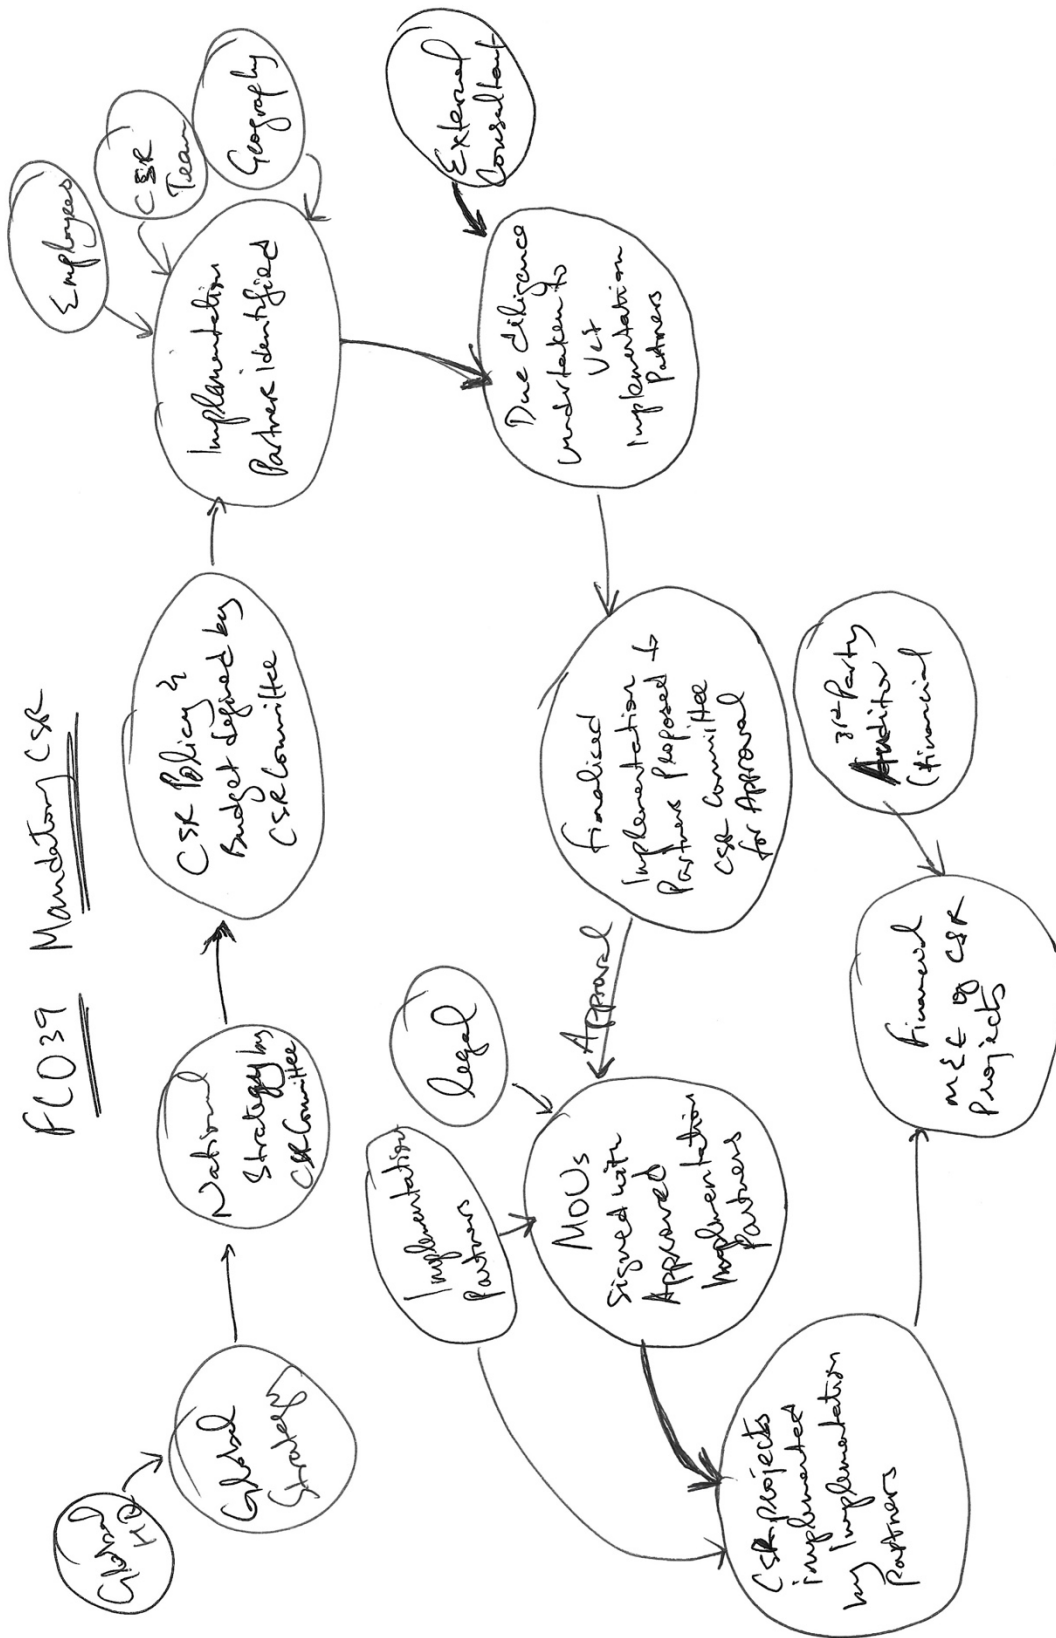 FC039 Mandatory CSR
Global
HQ
Global
Strategy
National
Strategy by
CSR Committee
CSR Policy &
Budget defined by
CSR Committee
Implementation
Partner identified
Employees
CSR
Team
Geography
External
Consultant
Due diligence
undertaken to
Vet
Implementation
Partners
Finalised
Implementation
Partners Proposed to
CSR Committee
for Approval
Approval
Legal
Implementation
Partners
MOUs
Signed with
Approved
Implementation
Partners
CSR projects
implemented
by Implementation
Partners
Financial
M&E of CSR
Projects
3rd Party
Auditor
(Financial